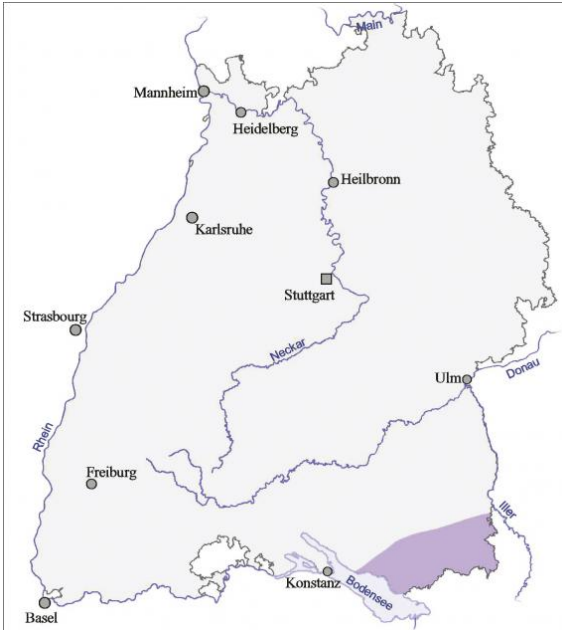 Main
Mannheim
Heidelberg
Heilbronn
Karlsruhe
Stuttgart
Strasbourg
Neckar
Donau
Ulm
Rhein
Freiburg
Iller
Konstanz
Bodensee
Basel